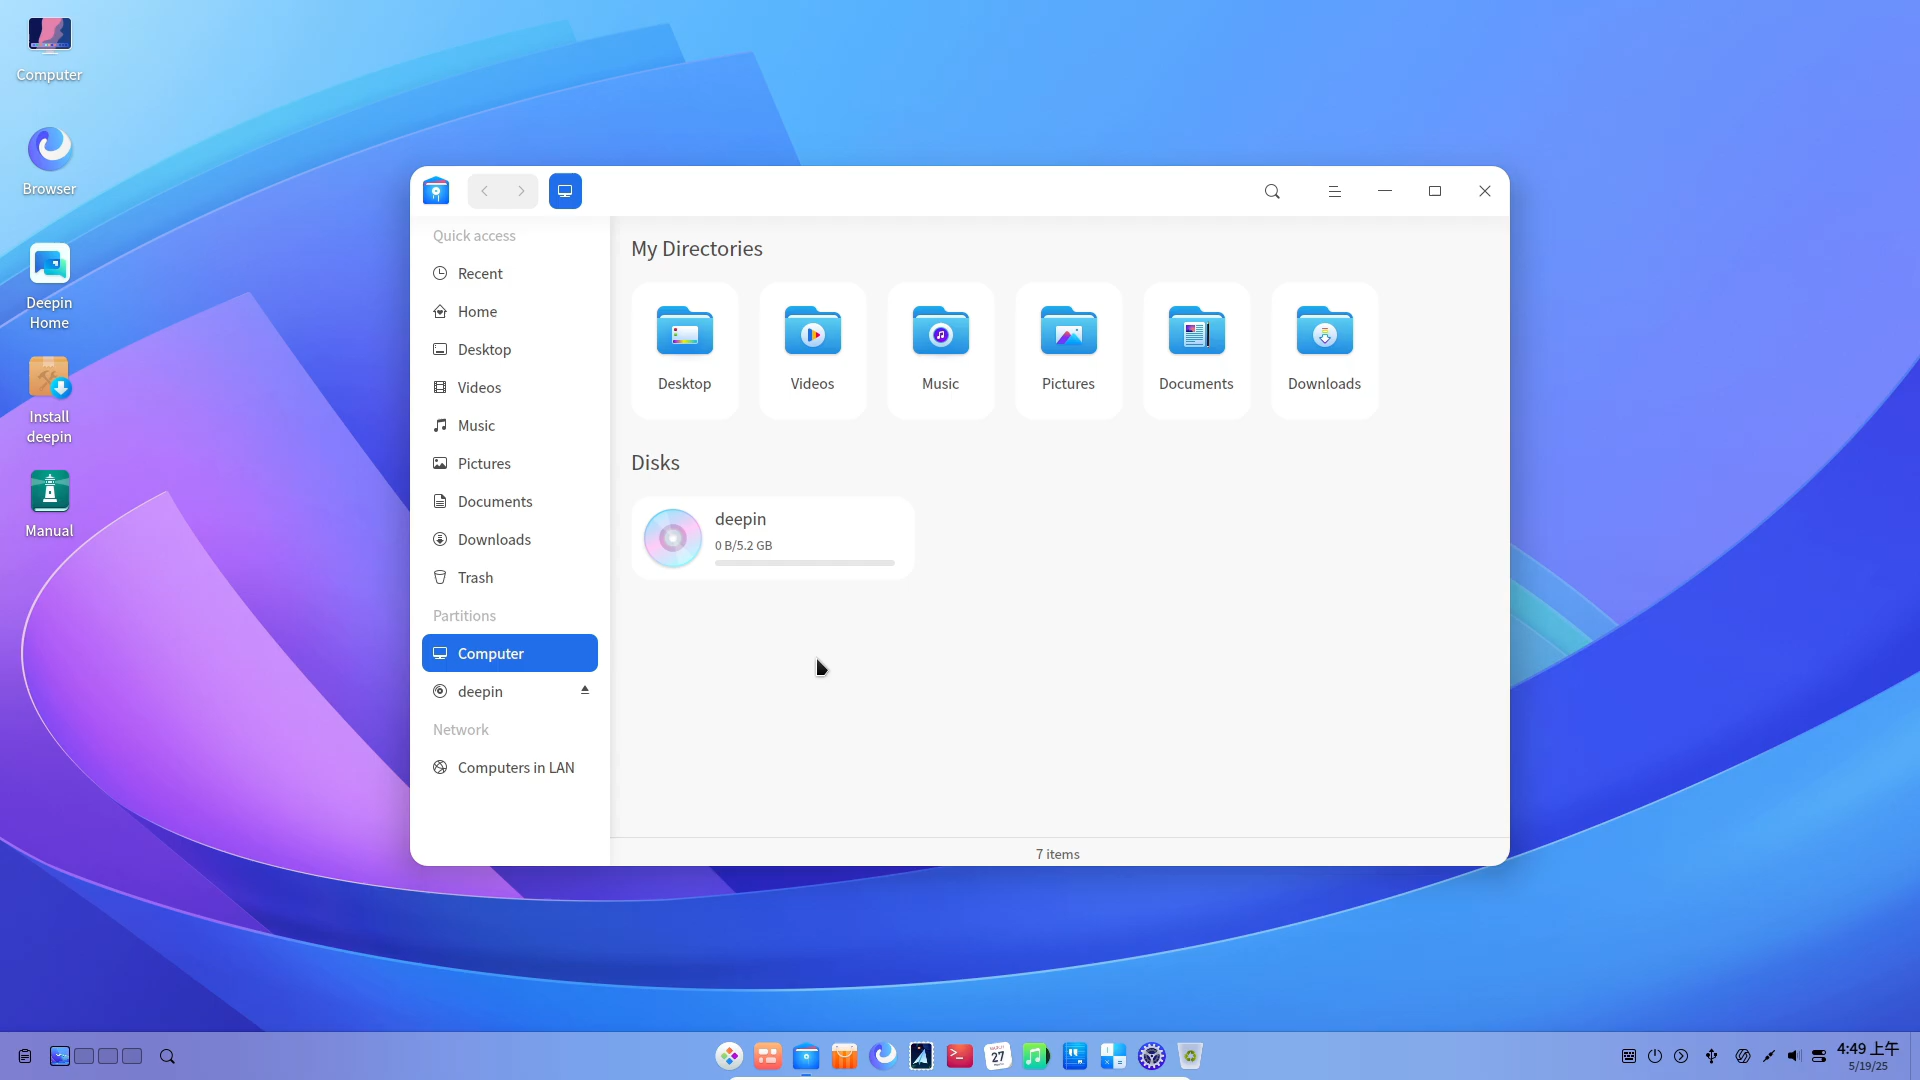 Computer
Browser
Deepin
Home
Install
deepin
Manual
Quick access
Recent
Home
Desktop
Videos
Music
Pictures
Documents
Downloads
Trash
Partitions
Computer
deepin
Network
Computers in LAN
My Directories
Desktop
Videos
Music
Pictures
Documents
Downloads
Disks
deepin
0 B/5.2 GB
7 items
27
4:49 上午
5/19/25